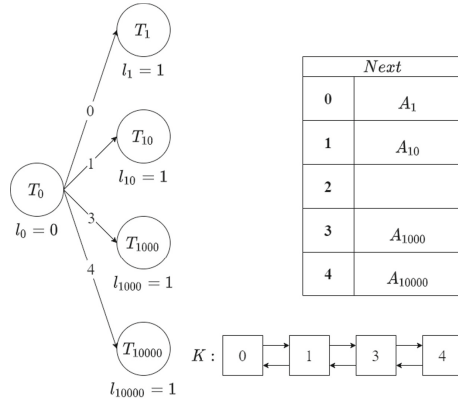 T_1
l_1 = 1
0
T_10
1
l_10 = 1
T_0
l_0 = 0
3
T_1000
4
l_1000 = 1
T_10000
l_10000 = 1
Next
0 A_1
1 A_10
2
3 A_1000
4 A_10000
K : 0 1 3 4